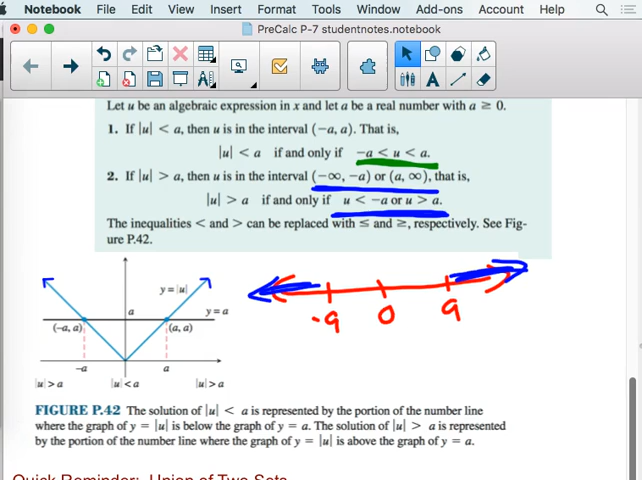 Notebook File Edit View Insert Format Tools Window Add-ons Account Help
PreCalc P-7 studentnotes.notebook
Let u be an algebraic expression in x and let a be a real number with a ≥ 0.
1. If |u| < a, then u is in the interval (−a, a). That is,
|u| < a if and only if −a < u < a.
2. If |u| > a, then u is in the interval (−∞, −a) or (a, ∞), that is,
|u| > a if and only if u < −a or u > a.
The inequalities < and > can be replaced with ≤ and ≥, respectively. See Fig-
ure P.42.
y = |u|
a
y = a
(−a, a)
(a, a)
−a
a
|u| > a
|u| < a
|u| > a
-a
0
a
FIGURE P.42 The solution of |u| < a is represented by the portion of the number line
where the graph of y = |u| is below the graph of y = a. The solution of |u| > a is represented
by the portion of the number line where the graph of y = |u| is above the graph of y = a.
Quick Reminder: Union of Two Sets